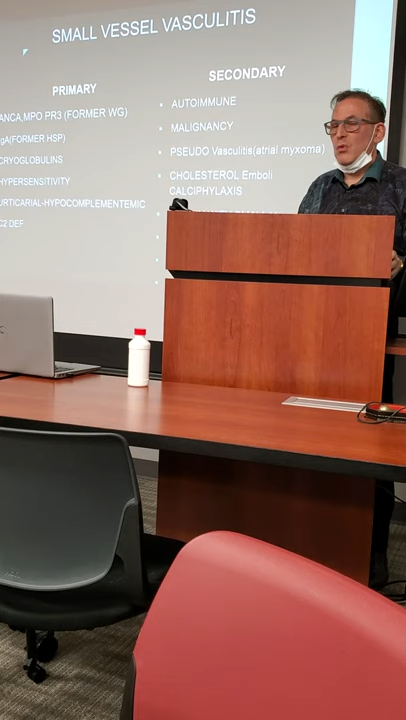 SMALL VESSEL VASCULITIS
PRIMARY
ANCA,MPO PR3 (FORMER WG)
IgA(FORMER HSP)
CRYOGLOBULINS
HYPERSENSITIVITY
URTICARIAL-HYPOCOMPLEMENTEMIC
C2 DEF
SECONDARY
AUTOIMMUNE
MALIGNANCY
PSEUDO Vasculitis(atrial myxoma)
CHOLESTEROL Emboli
CALCIPHYLAXIS